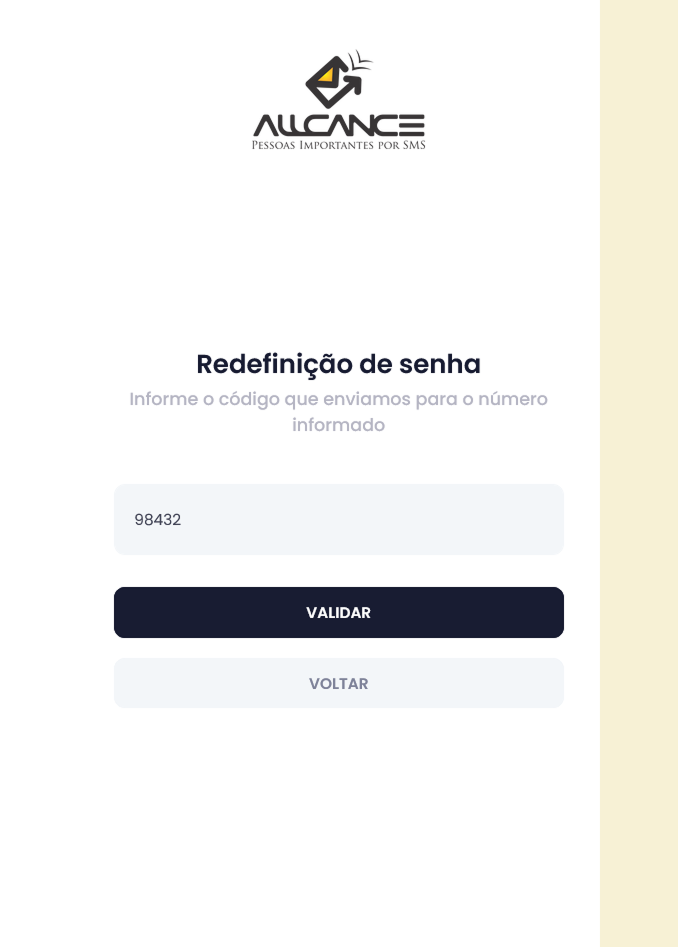 ALLCANCE
PESSOAS IMPORTANTES POR SMS
Redefinição de senha
Informe o código que enviamos para o número
informado
98432
VALIDAR
VOLTAR